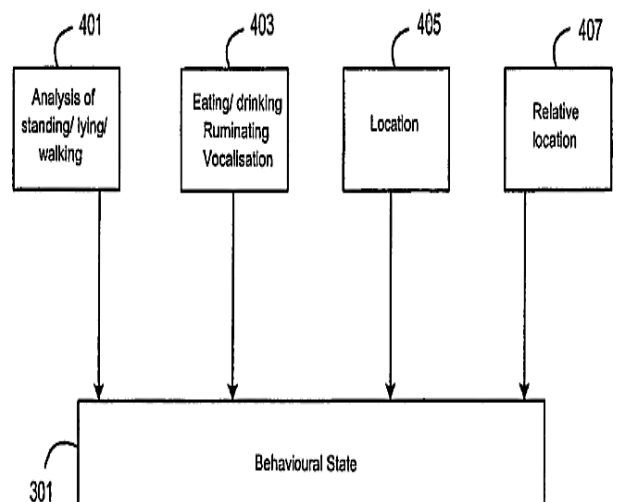 401
403
405
407
Analysis of
standing/ lying/
walking
Eating/ drinking
Ruminating
Vocalisation
Location
Relative
location
Behavioural State
301